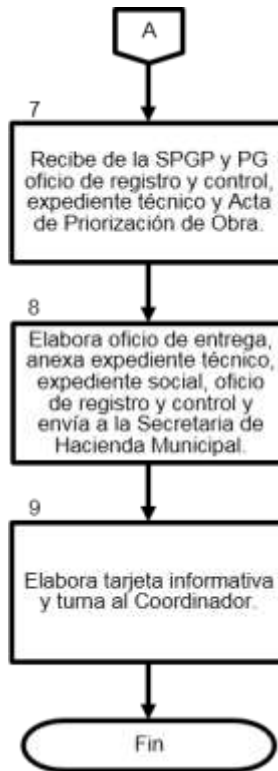 A
7
Recibe de la SPGP y PG
oficio de registro y control,
expediente técnico y Acta
de Priorización de Obra.
8
Elabora oficio de entrega,
anexa expediente técnico,
expediente social, oficio
de registro y control y
envía a la Secretaria de
Hacienda Municipal.
9
Elabora tarjeta informativa
y turna al Coordinador.
Fin